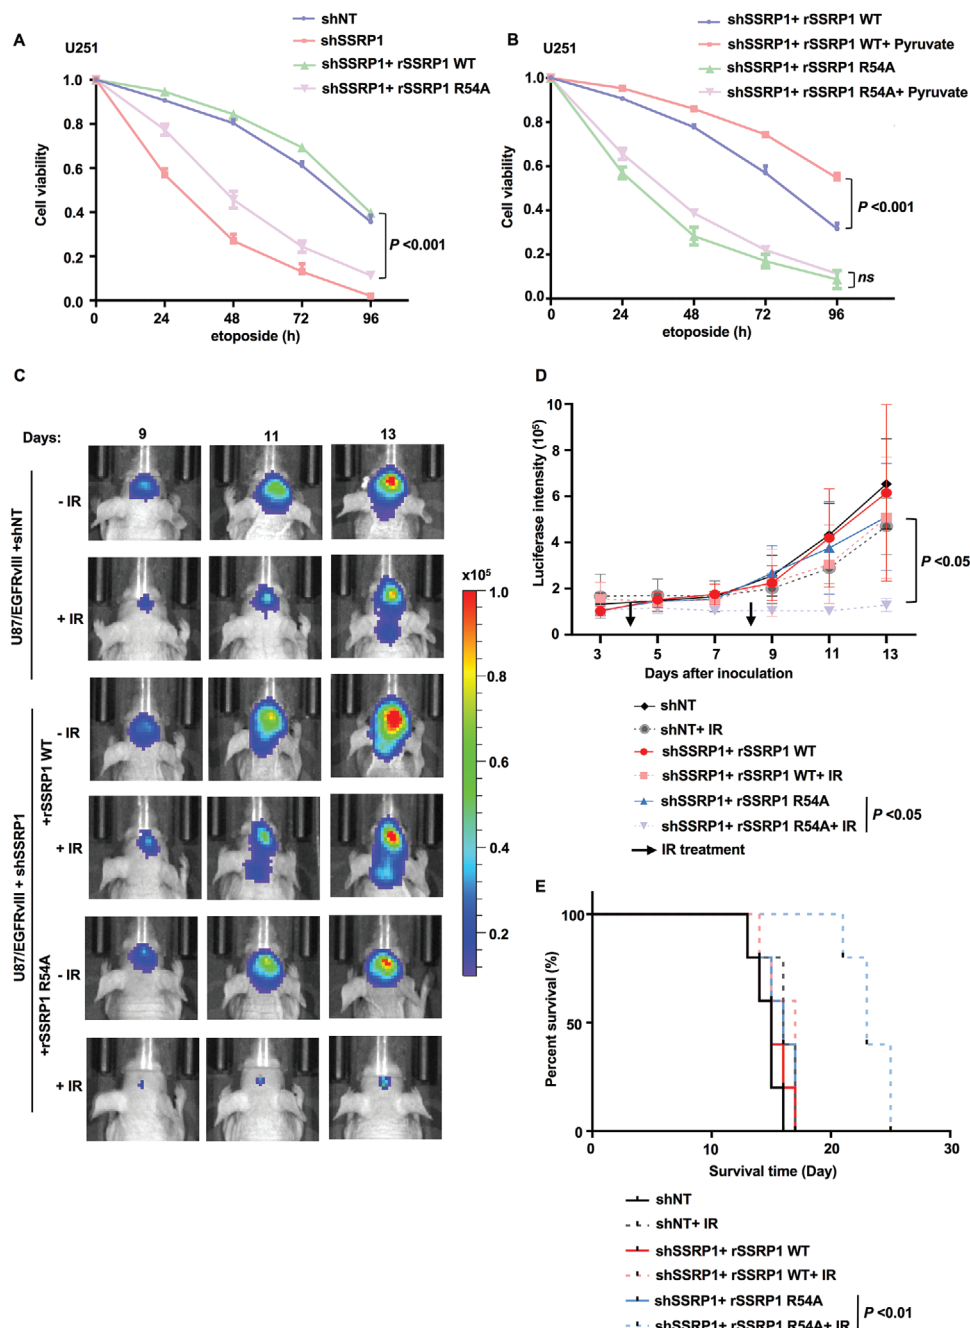 A
U251
shNT
shSSRP1
shSSRP1+ rSSRP1 WT
shSSRP1+ rSSRP1 R54A
Cell viability
1.0
0.8
0.6
0.4
0.2
0.0
P <0.001
0 24 48 72 96
etoposide (h)
B
U251
shSSRP1+ rSSRP1 WT
shSSRP1+ rSSRP1 WT+ Pyruvate
shSSRP1+ rSSRP1 R54A
shSSRP1+ rSSRP1 R54A+ Pyruvate
Cell viability
1.0
0.8
0.6
0.4
0.2
0.0
P <0.001
ns
0 24 48 72 96
etoposide (h)
C
Days: 9 11 13
U87/EGFRvIII +shNT
- IR
+ IR
U87/EGFRvIII + shSSRP1
+rSSRP1 WT
- IR
+ IR
+rSSRP1 R54A
- IR
+ IR
x10⁵
1.0
0.8
0.6
0.4
0.2
D
Luciferase intensity (10⁵)
10
8
6
4
2
0
P <0.05
3 5 7 9 11 13
Days after inoculation
shNT
shNT+ IR
shSSRP1+ rSSRP1 WT
shSSRP1+ rSSRP1 WT+ IR
shSSRP1+ rSSRP1 R54A
shSSRP1+ rSSRP1 R54A+ IR
P <0.05
IR treatment
E
Percent survival (%)
100
50
0
0 10 20 30
Survival time (Day)
shNT
shNT+ IR
shSSRP1+ rSSRP1 WT
shSSRP1+ rSSRP1 WT+ IR
shSSRP1+ rSSRP1 R54A
shSSRP1+ rSSRP1 R54A+ IR
P <0.01